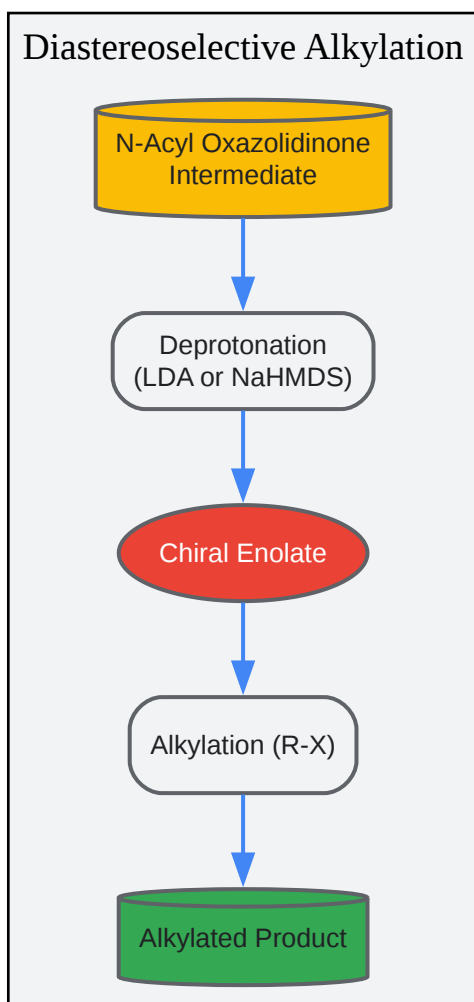 Diastereoselective Alkylation
N-Acyl Oxazolidinone
Intermediate
Deprotonation
(LDA or NaHMDS)
Chiral Enolate
Alkylation (R-X)
Alkylated Product